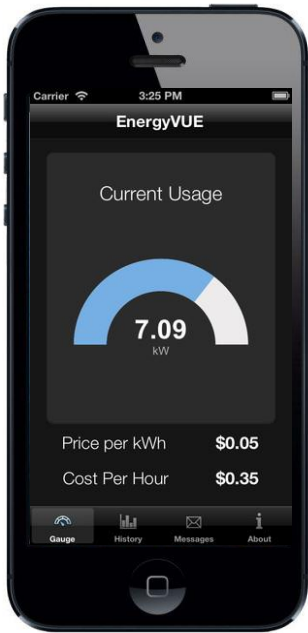 Carrier 3:25 PM
EnergyVUE
Current Usage
7.09
kW
Price per kWh $0.05
Cost Per Hour $0.35
Gauge History Messages About